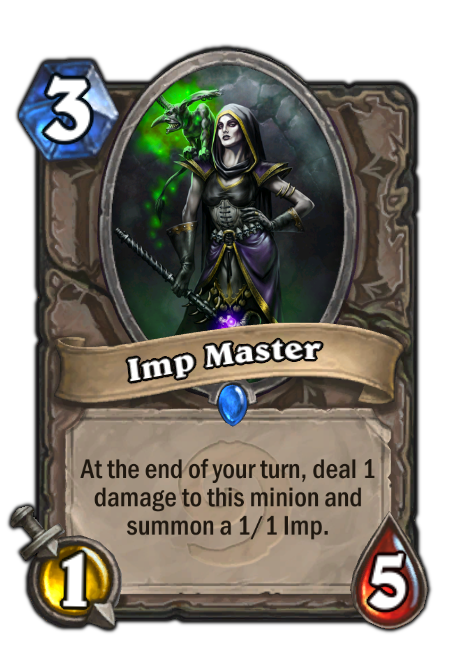 3
Imp Master
At the end of your turn, deal 1
damage to this minion and
summon a 1/1 Imp.
1
5